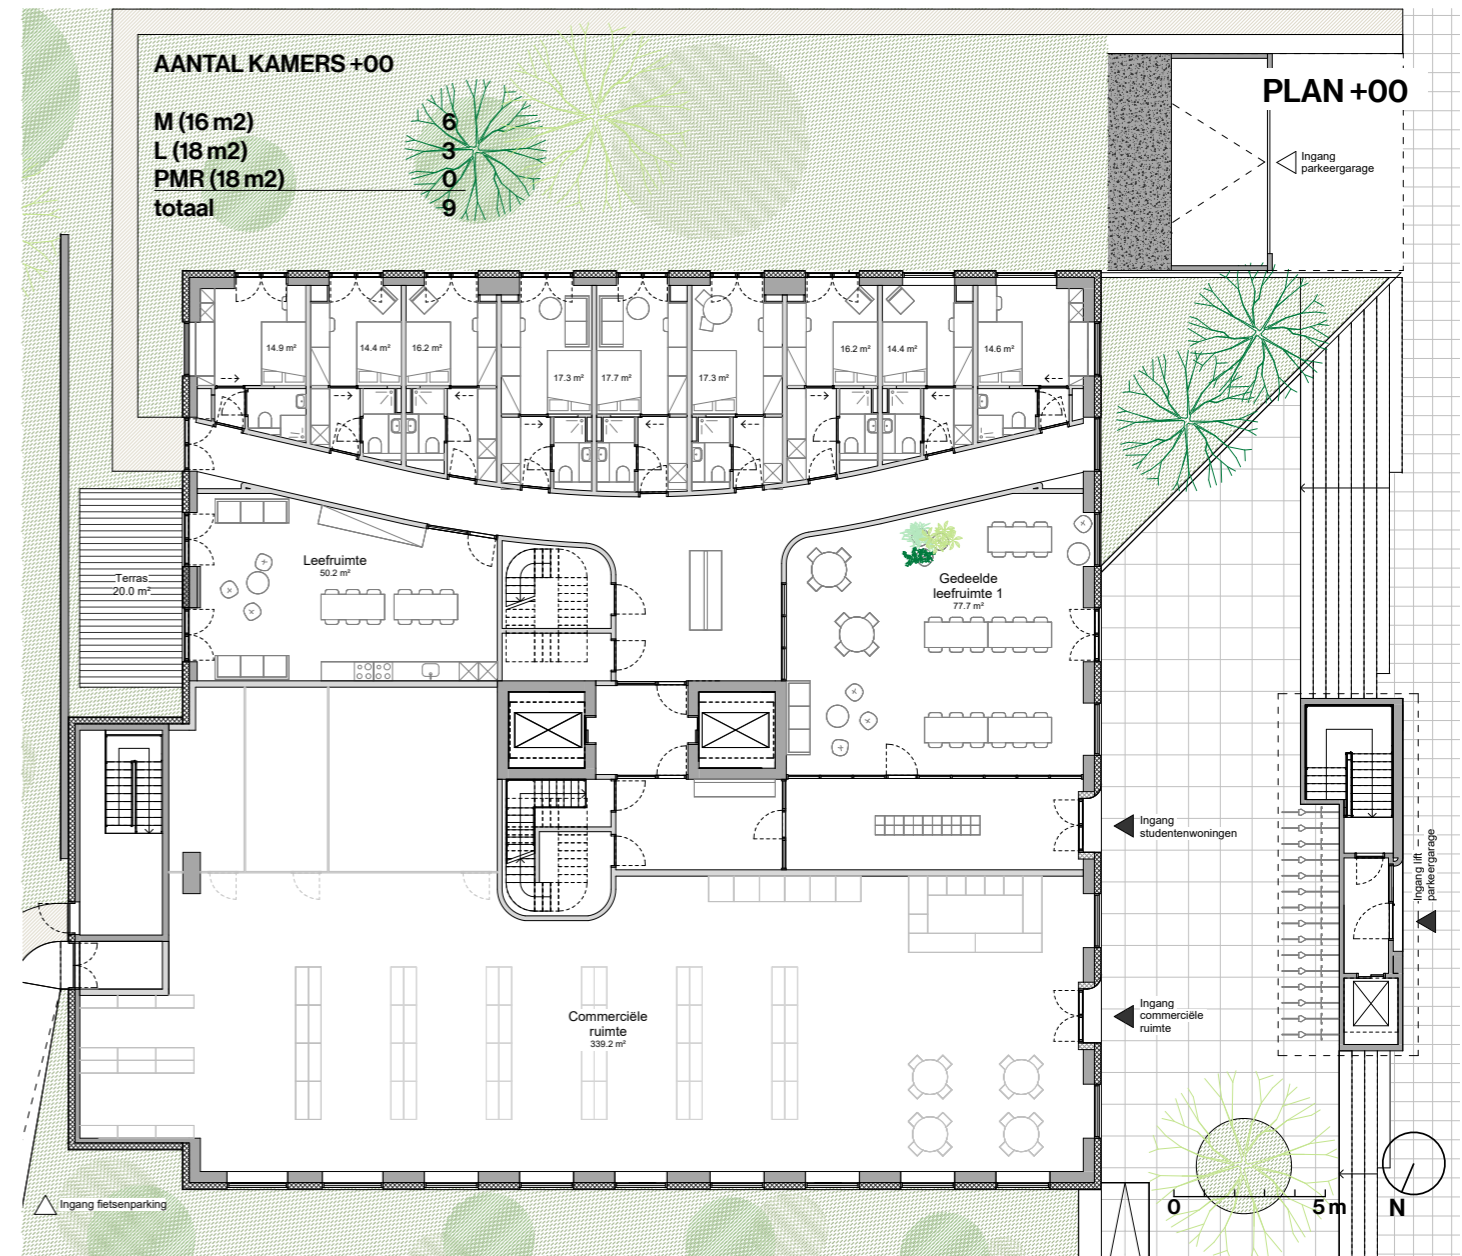 AANTAL KAMERS +00
M (16 m2) 6
L (18 m2) 3
PMR (18 m2) 0
totaal 9
PLAN +00
Ingang
parkeergarage
14.9 m²
14.4 m²
16.2 m²
17.3 m²
17.7 m²
17.3 m²
16.2 m²
14.4 m²
14.6 m²
Leefruimte
50.2 m²
Terras
20.0 m²
Gedeelde
leefruimte 1
77.7 m²
Ingang
studentenwoningen
Ingang lift
parkeergarage
Commerciële
ruimte
339.2 m²
Ingang
commerciële
ruimte
Ingang fietsenparking
0 5 m
N